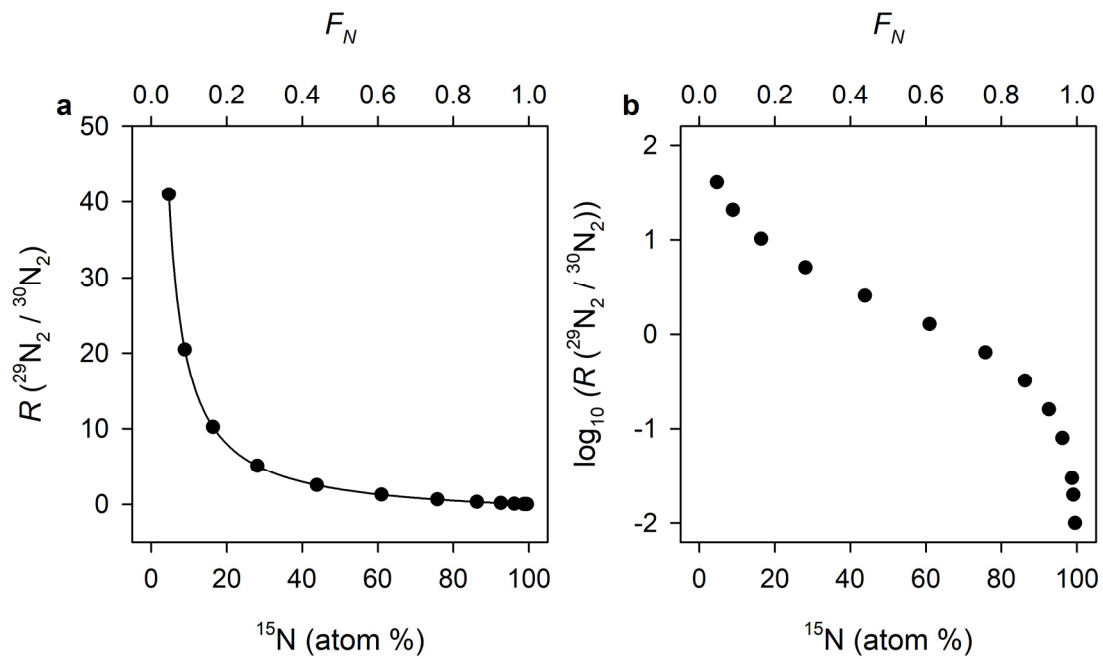 F_N
a 0.0 0.2 0.4 0.6 0.8 1.0
50
40
30
20
10
0
R (²⁹N₂ / ³⁰N₂)
0 20 40 60 80 100
¹⁵N (atom %)
F_N
b 0.0 0.2 0.4 0.6 0.8 1.0
2
1
0
-1
-2
log₁₀ (R (²⁹N₂ / ³⁰N₂))
0 20 40 60 80 100
¹⁵N (atom %)